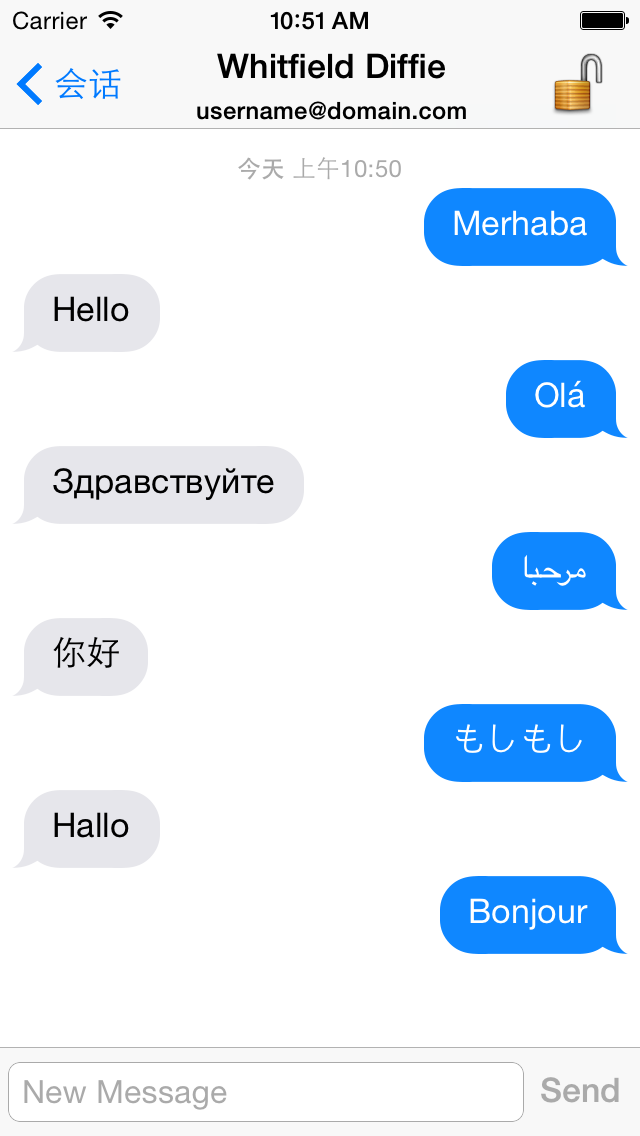 Carrier 10:51 AM
会话 Whitfield Diffie
username@domain.com
今天 上午10:50
Merhaba
Hello
Olá
Здравствуйте
مرحبا
你好
もしもし
Hallo
Bonjour
New Message Send